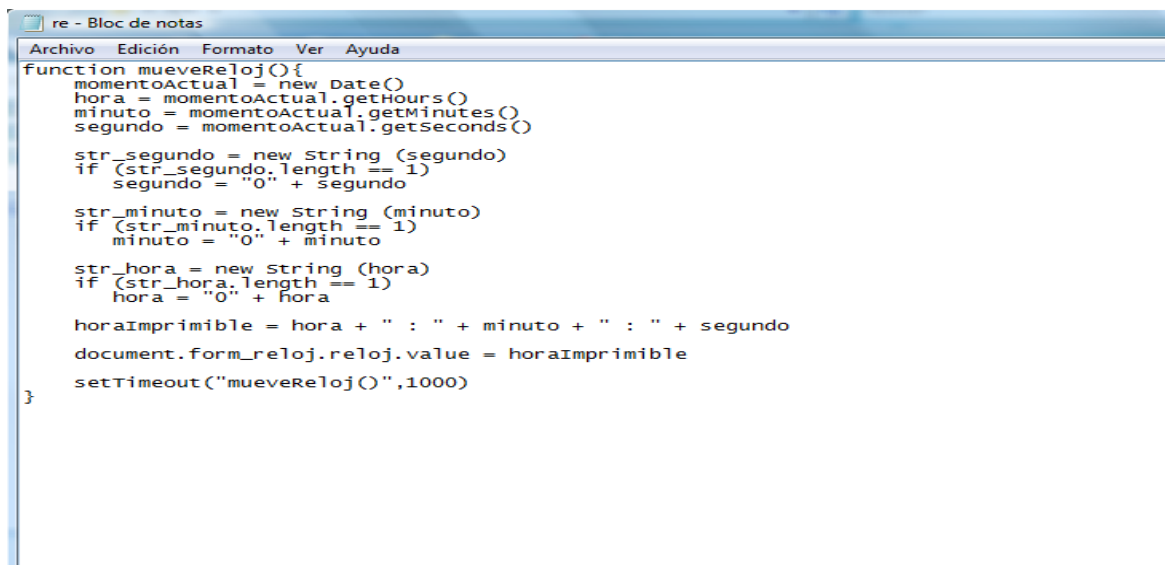 re - Bloc de notas
Archivo Edición Formato Ver Ayuda
function mueveReloj(){
momentoActual = new Date()
hora = momentoActual.getHours()
minuto = momentoActual.getMinutes()
segundo = momentoActual.getSeconds()
str_segundo = new String (segundo)
if (str_segundo.length == 1)
segundo = "0" + segundo
str_minuto = new String (minuto)
if (str_minuto.length == 1)
minuto = "0" + minuto
str_hora = new String (hora)
if (str_hora.length == 1)
hora = "0" + hora
horaImprimible = hora + " : " + minuto + " : " + segundo
document.form_reloj.reloj.value = horaImprimible
setTimeout("mueveReloj()",1000)
}